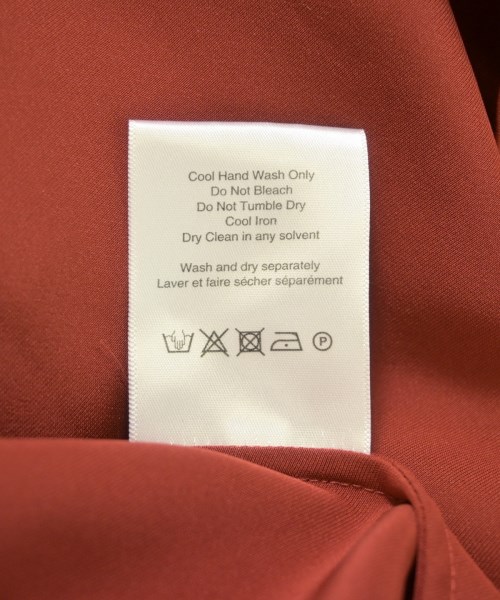 Cool Hand Wash Only
Do Not Bleach
Do Not Tumble Dry
Cool Iron
Dry Clean in any solvent
Wash and dry separately
Laver et faire sécher séparément
P